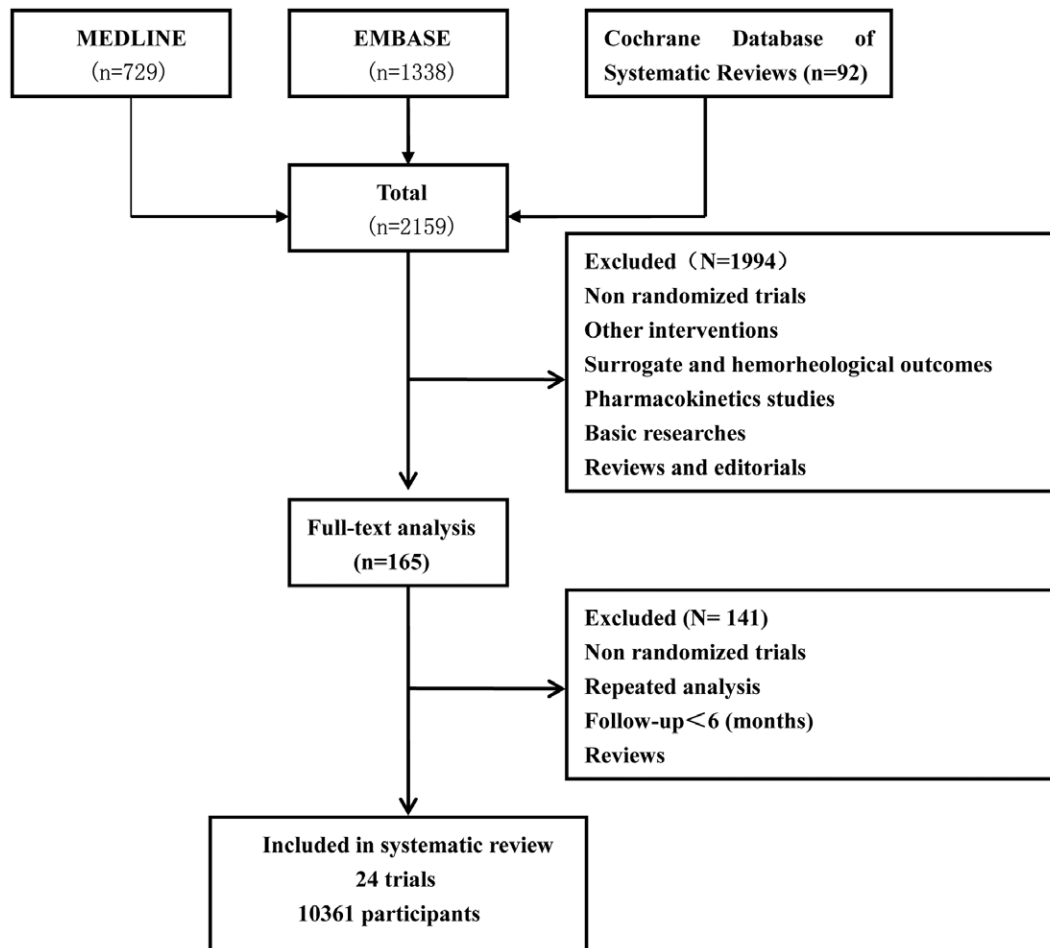 MEDLINE
(n=729)
EMBASE
(n=1338)
Cochrane Database of
Systematic Reviews (n=92)
Total
(n=2159)
Excluded（N=1994）
Non randomized trials
Other interventions
Surrogate and hemorheological outcomes
Pharmacokinetics studies
Basic researches
Reviews and editorials
Full-text analysis
(n=165)
Excluded (N= 141)
Non randomized trials
Repeated analysis
Follow-up＜6 (months)
Reviews
Included in systematic review
24 trials
10361 participants